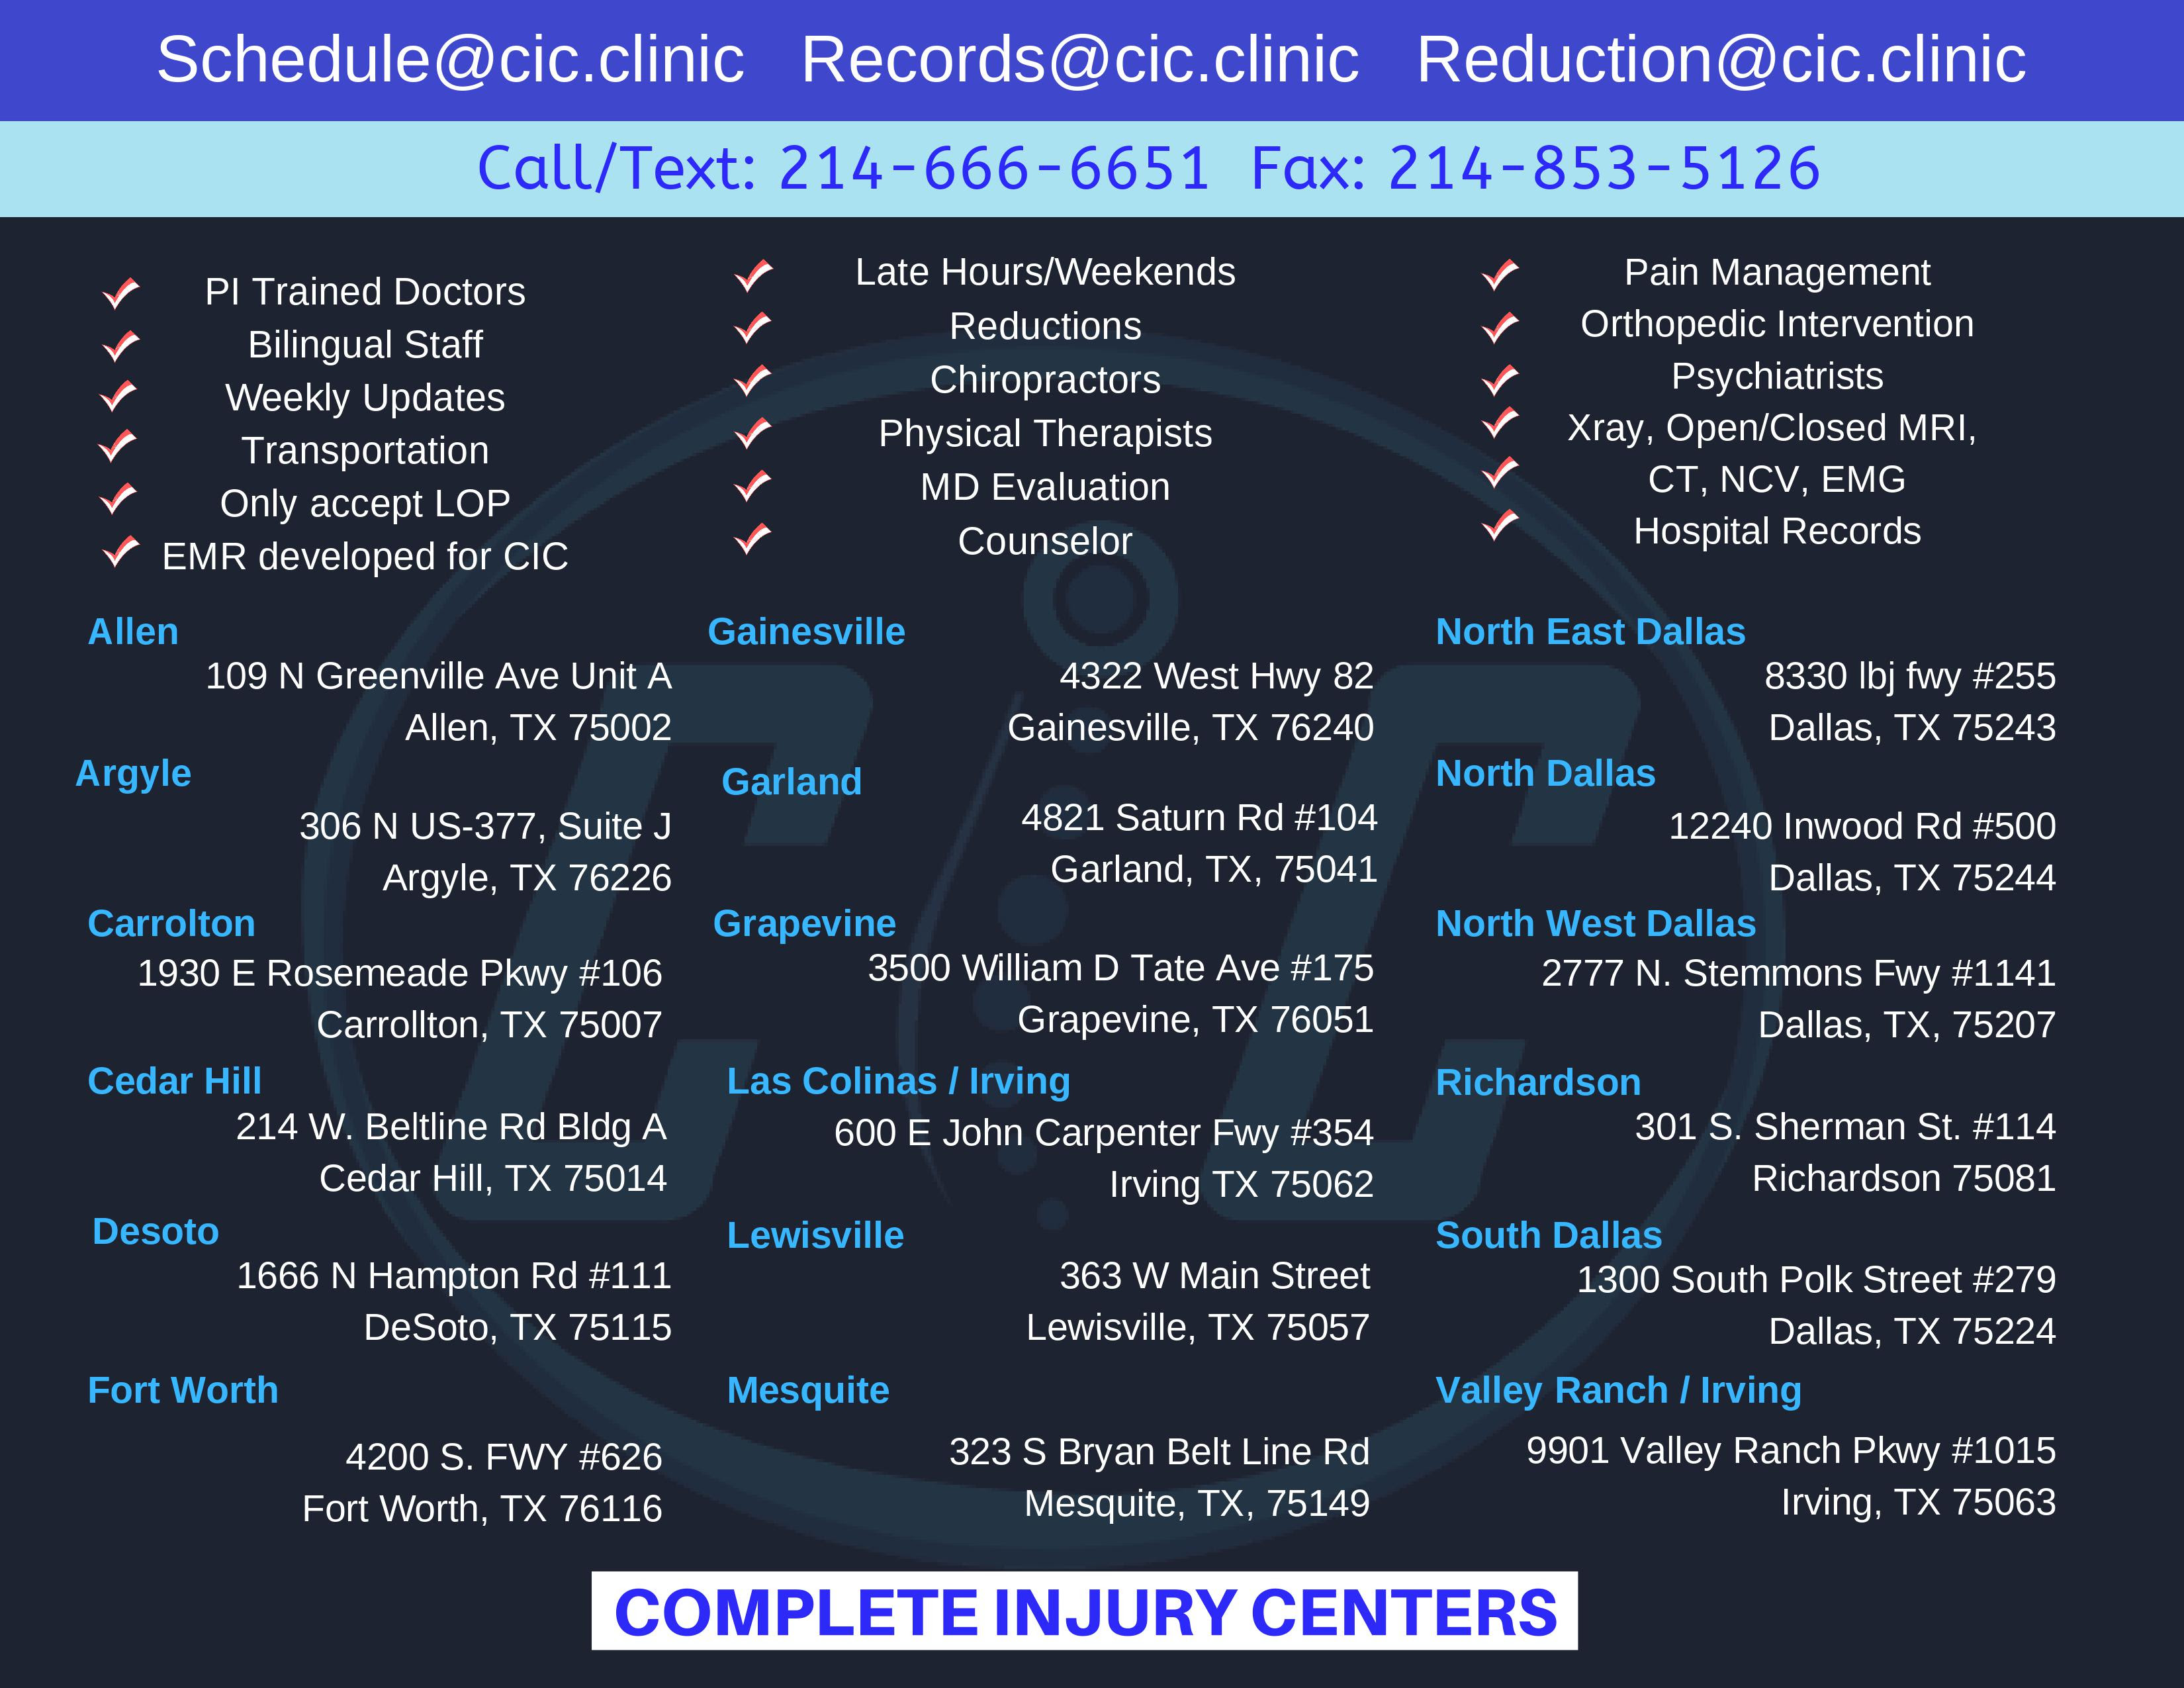 Schedule@cic.clinic Records@cic.clinic Reduction@cic.clinic
Call/Text: 214-666-6651 Fax: 214-853-5126
PI Trained Doctors
Bilingual Staff
Weekly Updates
Transportation
Only accept LOP
EMR developed for CIC
Late Hours/Weekends
Reductions
Chiropractors
Physical Therapists
MD Evaluation
Counselor
Pain Management
Orthopedic Intervention
Psychiatrists
Xray, Open/Closed MRI,
CT, NCV, EMG
Hospital Records
Allen
109 N Greenville Ave Unit A
Allen, TX 75002
Argyle
306 N US-377, Suite J
Argyle, TX 76226
Carrolton
1930 E Rosemeade Pkwy #106
Carrollton, TX 75007
Cedar Hill
214 W. Beltline Rd Bldg A
Cedar Hill, TX 75014
Desoto
1666 N Hampton Rd #111
DeSoto, TX 75115
Fort Worth
4200 S. FWY #626
Fort Worth, TX 76116
Gainesville
4322 West Hwy 82
Gainesville, TX 76240
Garland
4821 Saturn Rd #104
Garland, TX, 75041
Grapevine
3500 William D Tate Ave #175
Grapevine, TX 76051
Las Colinas / Irving
600 E John Carpenter Fwy #354
Irving TX 75062
Lewisville
363 W Main Street
Lewisville, TX 75057
Mesquite
323 S Bryan Belt Line Rd
Mesquite, TX, 75149
North East Dallas
8330 lbj fwy #255
Dallas, TX 75243
North Dallas
12240 Inwood Rd #500
Dallas, TX 75244
North West Dallas
2777 N. Stemmons Fwy #1141
Dallas, TX, 75207
Richardson
301 S. Sherman St. #114
Richardson 75081
South Dallas
1300 South Polk Street #279
Dallas, TX 75224
Valley Ranch / Irving
9901 Valley Ranch Pkwy #1015
Irving, TX 75063
COMPLETE INJURY CENTERS